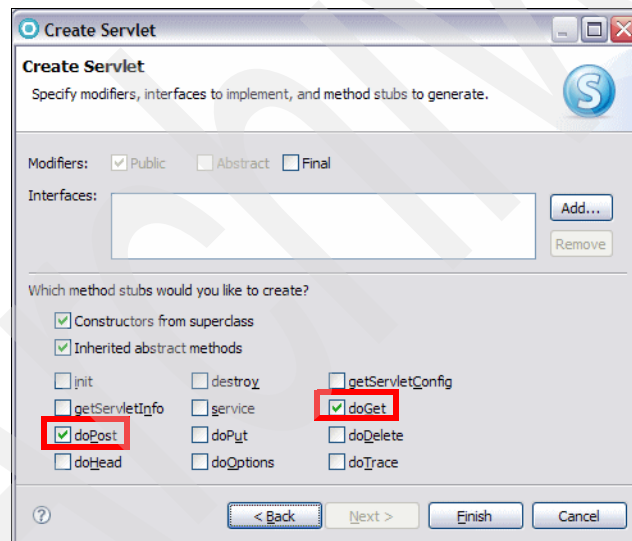 Create Servlet
Create Servlet
Specify modifiers, interfaces to implement, and method stubs to generate.
S
Modifiers: Public Abstract Final
Interfaces:
Add...
Remove
Which method stubs would you like to create?
Constructors from superclass
Inherited abstract methods
init destroy getServletConfig
getServletInfo service doGet
doPost doPut doDelete
doHead doOptions doTrace
? < Back Next > Finish Cancel